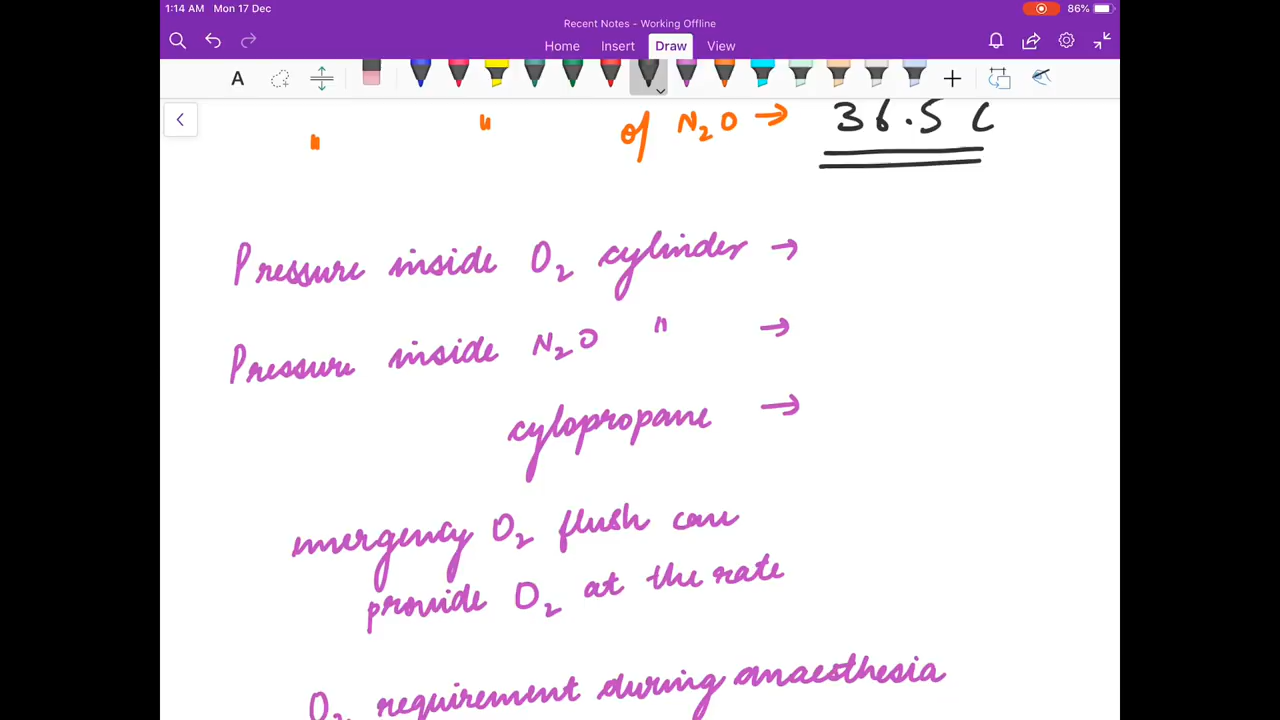 1:14 AM Mon 17 Dec 86%
Recent Notes - Working Offline
Home Insert Draw View
A
" " of N2O → 36.5 C
Pressure inside O2 cylinder →
Pressure inside N2O " →
cylopropane →
emergency O2 flush can
provide O2 at the rate
O2 requirement during anaesthesia